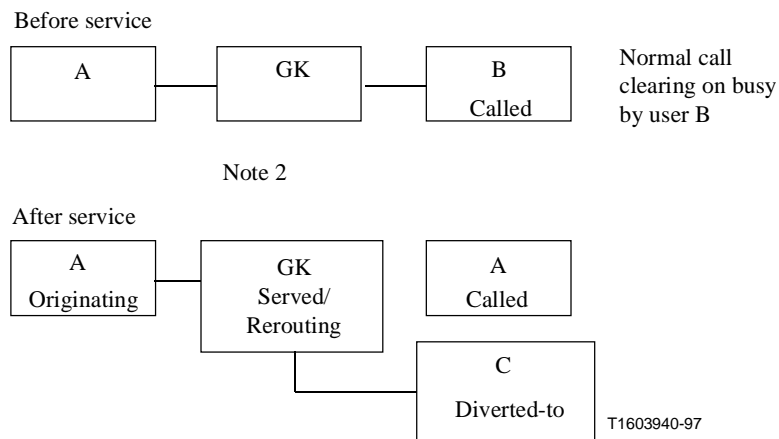 Before service
A
GK
B
Called
Normal call
clearing on busy
by user B
Note 2
After service
A
Originating
GK
Served/
Rerouting
A
Called
C
Diverted-to
T1603940-97